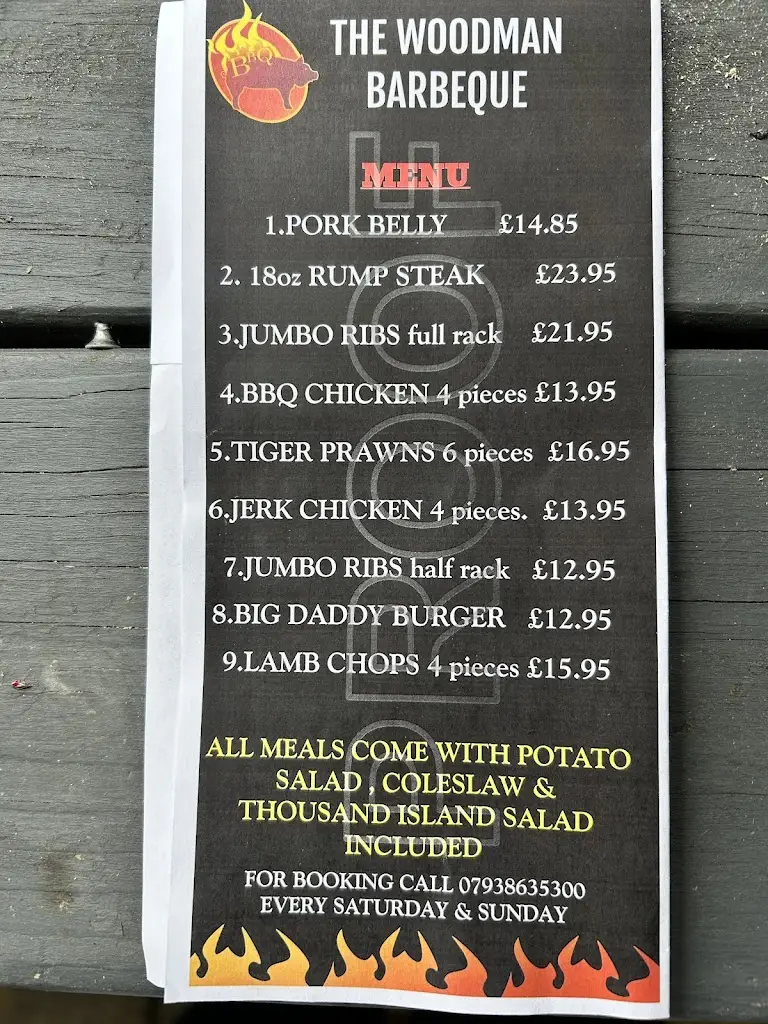 BBQ
THE WOODMAN
BARBEQUE
MENU
1.PORK BELLY £14.85
2. 18oz RUMP STEAK £23.95
3.JUMBO RIBS full rack £21.95
4.BBQ CHICKEN 4 pieces £13.95
5.TIGER PRAWNS 6 pieces £16.95
6.JERK CHICKEN 4 pieces. £13.95
7.JUMBO RIBS half rack £12.95
8.BIG DADDY BURGER £12.95
9.LAMB CHOPS 4 pieces £15.95
ALL MEALS COME WITH POTATO
SALAD , COLESLAW &
THOUSAND ISLAND SALAD
INCLUDED
FOR BOOKING CALL 07938635300
EVERY SATURDAY & SUNDAY
PROOF